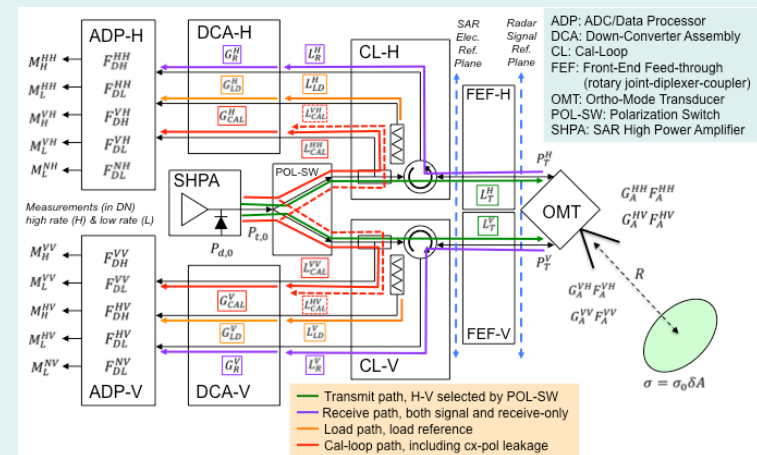 ADP-H
DCA-H
CL-H
SAR
Elec.
Ref.
Plane
Radar
Signal
Ref.
Plane
ADP: ADC/Data Processor
DCA: Down-Converter Assembly
CL: Cal-Loop
FEF: Front-End Feed-through
(rotary joint-diplexer-coupler)
OMT: Ortho-Mode Transducer
POL-SW: Polarization Switch
SHPA: SAR High Power Amplifier
M_H^HH
M_L^HH
M_H^VH
M_L^VH
M_L^NH
F_DH^HH
F_DL^HH
F_DH^VH
F_DL^VH
F_DL^NH
G_R^H
G_LD^H
G_CAL^H
L_R^H
L_LD^H
L_CAL^VH
L_CAL^HH
FEF-H
L_T^H
P_T^H
SHPA
POL-SW
P_d,0
P_t,0
OMT
G_A^HH F_A^HH
G_A^HV F_A^HV
Measurements (in DN)
high rate (H) & low rate (L)
L_T^V
P_T^V
R
G_A^VH F_A^VH
G_A^VV F_A^VV
M_H^VV
M_L^VV
M_H^HV
M_L^HV
M_L^NV
F_DH^VV
F_DL^VV
F_DH^HV
F_DL^HV
F_DL^NV
G_CAL^V
G_LD^V
G_R^V
L_CAL^VV
L_CAL^HV
L_LD^V
L_R^V
FEF-V
σ = σ₀δA
ADP-V
DCA-V
CL-V
Transmit path, H-V selected by POL-SW
Receive path, both signal and receive-only
Load path, load reference
Cal-loop path, including cx-pol leakage